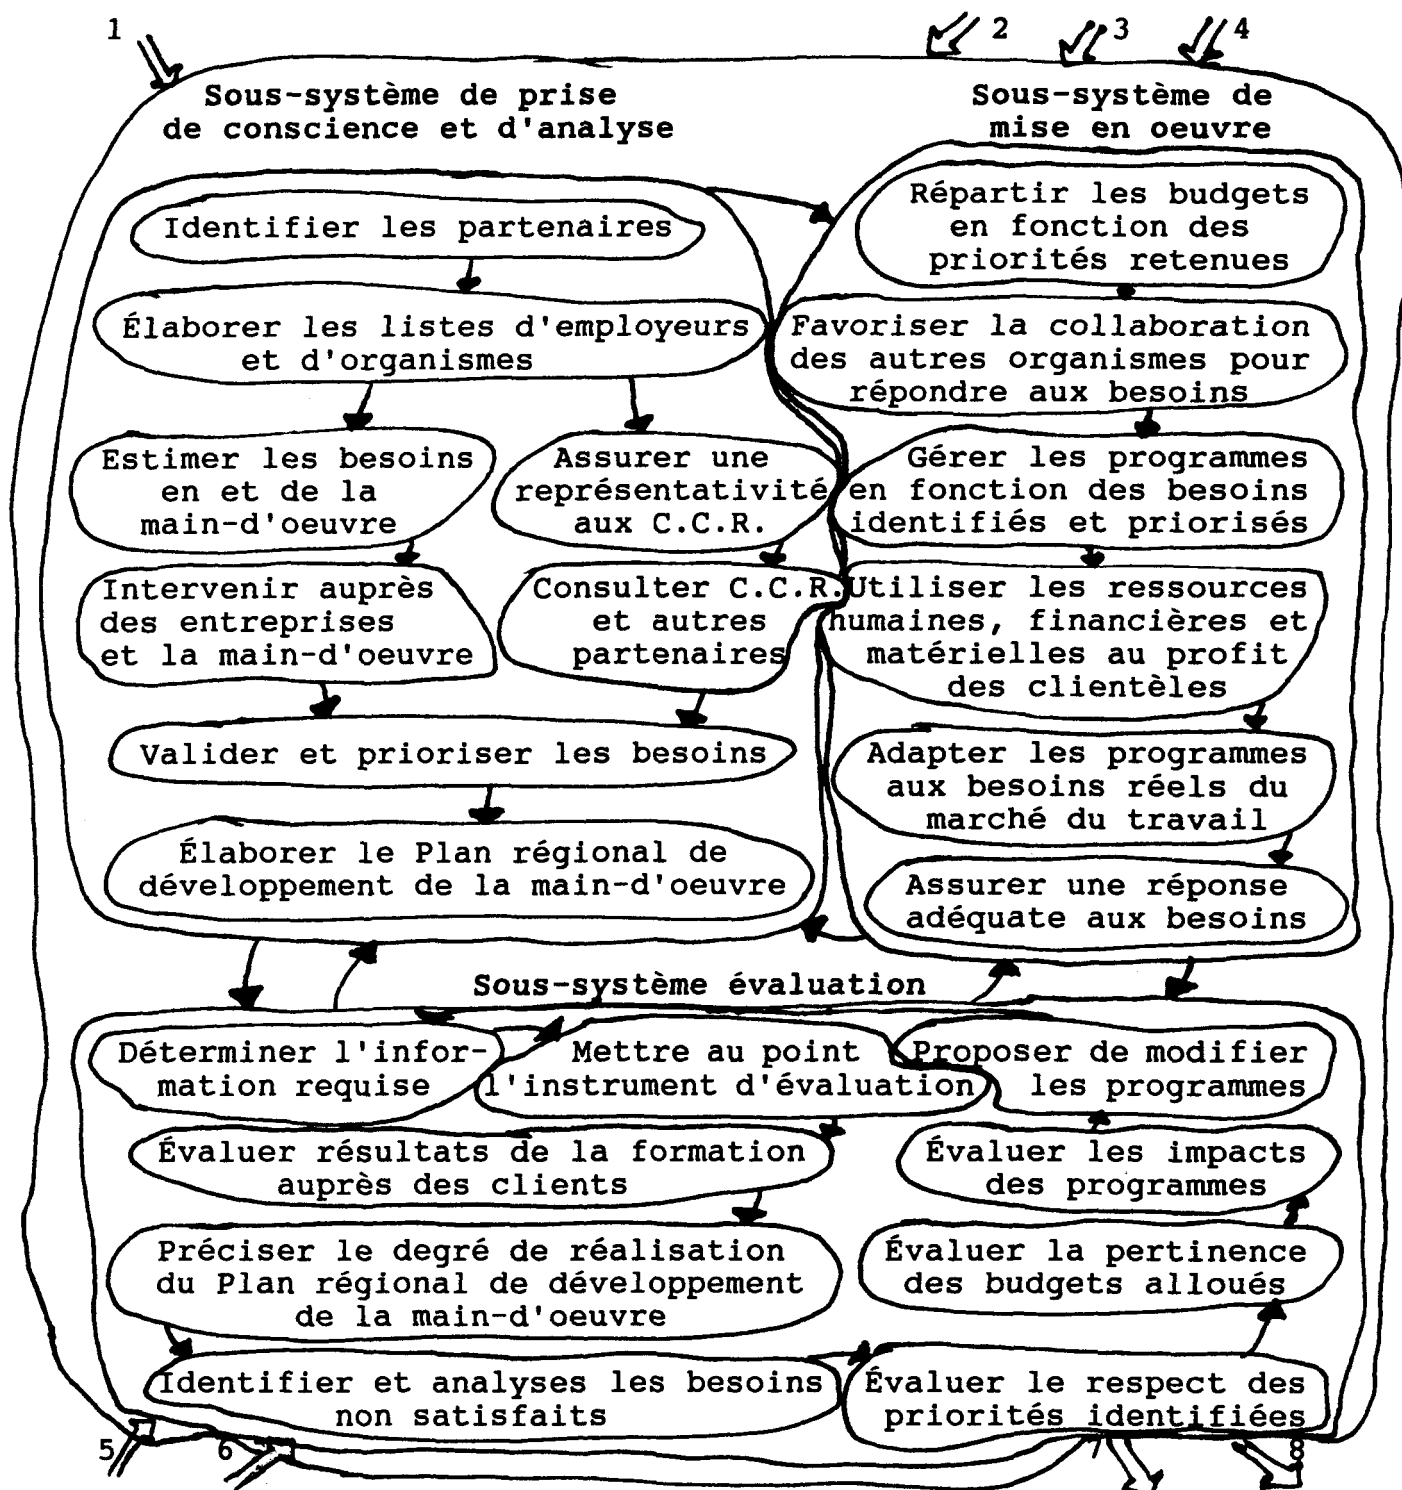 1
2
3
4
Sous-système de prise
de conscience et d'analyse
Identifier les partenaires
Élaborer les listes d'employeurs
et d'organismes
Estimer les besoins
en et de la
main-d'oeuvre
Assurer une
représentativité
aux C.C.R.
Intervenir auprès
des entreprises
et la main-d'oeuvre
Consulter C.C.R.
et autres
partenaires
Valider et prioriser les besoins
Élaborer le Plan régional de
développement de la main-d'oeuvre
Sous-système de
mise en oeuvre
Répartir les budgets
en fonction des
priorités retenues
Favoriser la collaboration
des autres organismes pour
répondre aux besoins
Gérer les programmes
en fonction des besoins
identifiés et priorisés
Utiliser les ressources
humaines, financières et
matérielles au profit
des clientèles
Adapter les programmes
aux besoins réels du
marché du travail
Assurer une réponse
adéquate aux besoins
Sous-système évaluation
Déterminer l'infor-
mation requise
Mettre au point
l'instrument d'évaluation
Proposer de modifier
les programmes
Évaluer résultats de la formation
auprès des clients
Évaluer les impacts
des programmes
Préciser le degré de réalisation
du Plan régional de développement
de la main-d'oeuvre
Évaluer la pertinence
des budgets alloués
Identifier et analyses les besoins
non satisfaits
Évaluer le respect des
priorités identifiées
5
6
7
8